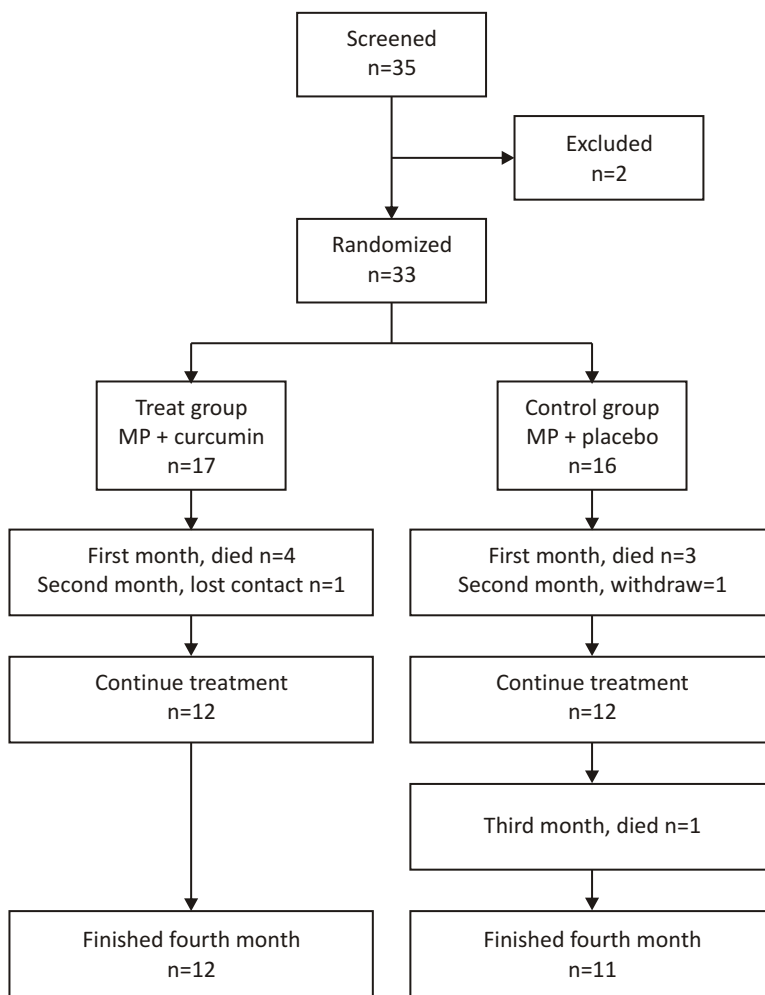 Screened
n=35
Excluded
n=2
Randomized
n=33
Treat group
MP + curcumin
n=17
Control group
MP + placebo
n=16
First month, died n=4
Second month, lost contact n=1
First month, died n=3
Second month, withdraw=1
Continue treatment
n=12
Continue treatment
n=12
Third month, died n=1
Finished fourth month
n=12
Finished fourth month
n=11